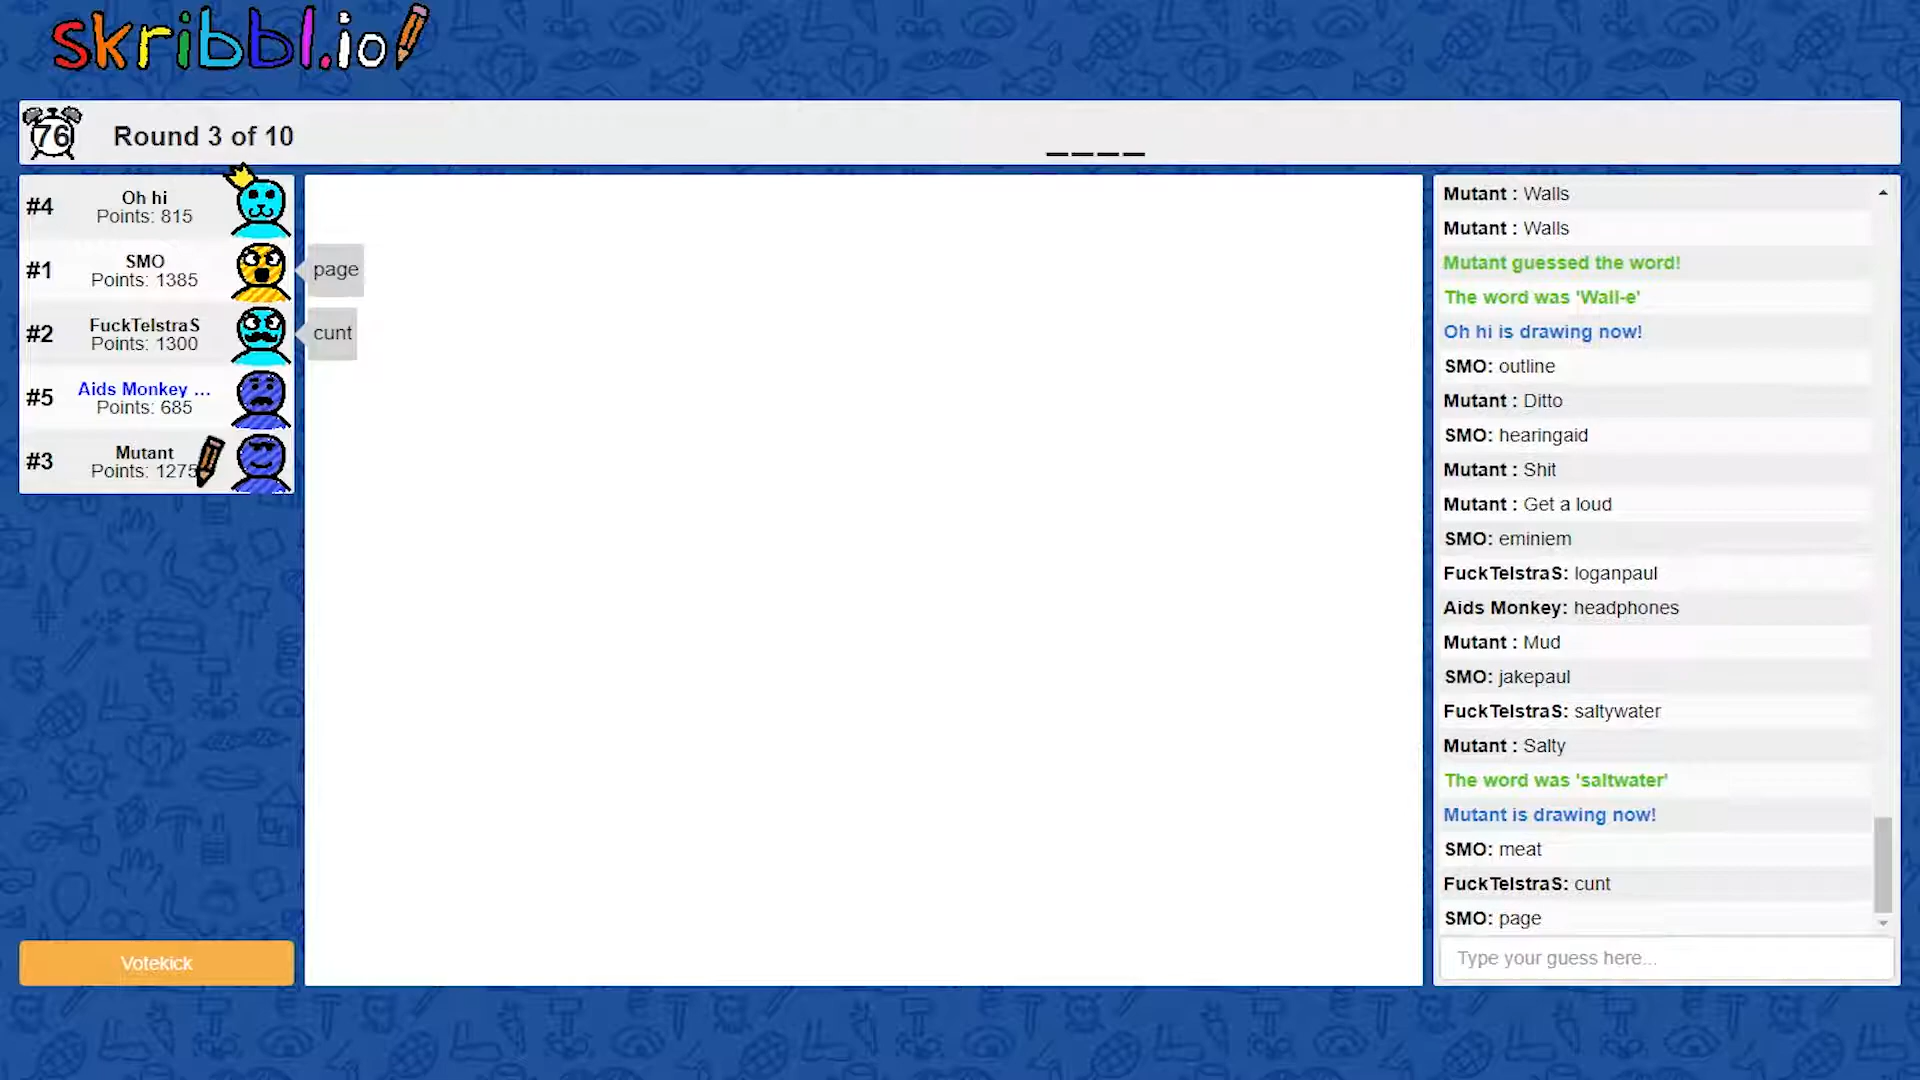 skribbl.io
76
Round 3 of 10
____
#4
Oh hi
Points: 815
#1
SMO
Points: 1385
page
#2
FuckTelstraS
Points: 1300
cunt
#5
Aids Monkey ...
Points: 685
#3
Mutant
Points: 1275
Votekick
Mutant : Walls
Mutant : Walls
Mutant guessed the word!
The word was 'Wall-e'
Oh hi is drawing now!
SMO: outline
Mutant : Ditto
SMO: hearingaid
Mutant : Shit
Mutant : Get a loud
SMO: eminiem
FuckTelstraS: loganpaul
Aids Monkey: headphones
Mutant : Mud
SMO: jakepaul
FuckTelstraS: saltywater
Mutant : Salty
The word was 'saltwater'
Mutant is drawing now!
SMO: meat
FuckTelstraS: cunt
SMO: page
Type your guess here...